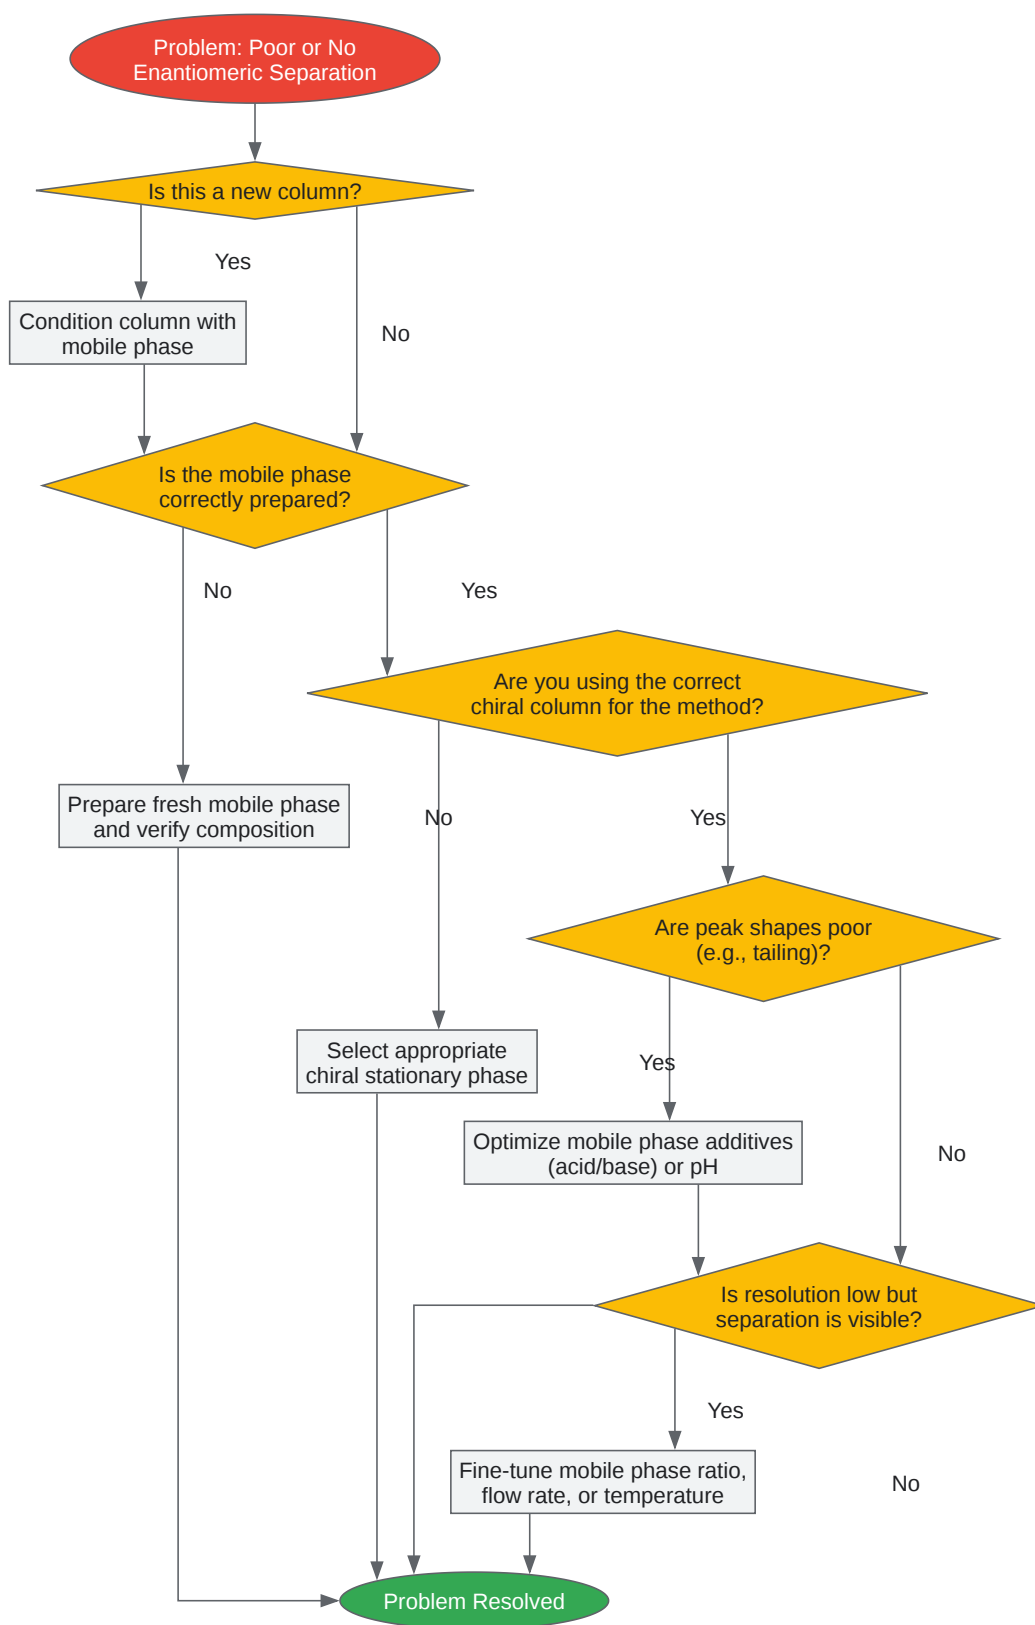 Problem: Poor or No
Enantiomeric Separation
Is this a new column?
Yes
Condition column with
mobile phase
No
Is the mobile phase
correctly prepared?
No
Yes
Are you using the correct
chiral column for the method?
Prepare fresh mobile phase
and verify composition
No
Yes
Are peak shapes poor
(e.g., tailing)?
Select appropriate
chiral stationary phase
Yes
Optimize mobile phase additives
(acid/base) or pH
No
Is resolution low but
separation is visible?
Yes
Fine-tune mobile phase ratio,
flow rate, or temperature
No
Problem Resolved